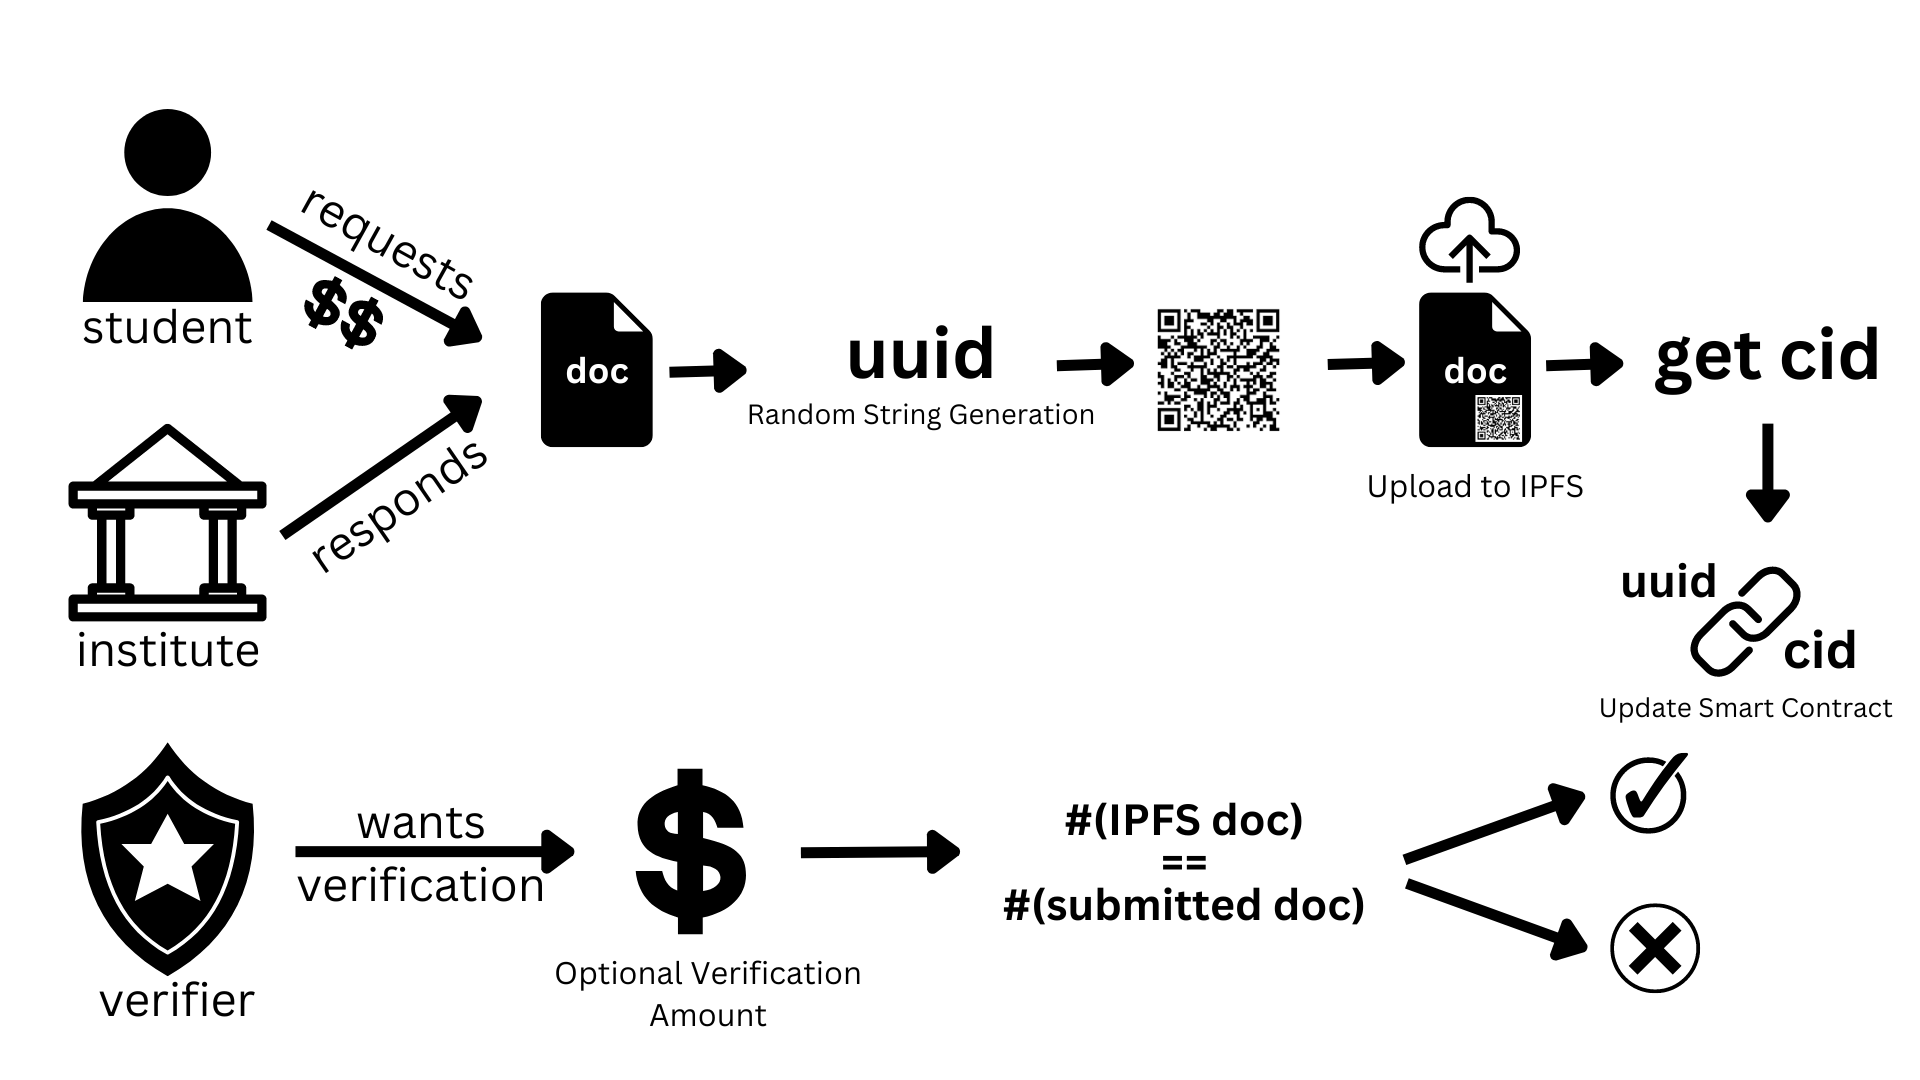 requests
$$
student
doc
uuid
Random String Generation
doc
Upload to IPFS
get cid
responds
institute
uuid
cid
Update Smart Contract
wants
verification
verifier
$
Optional Verification
Amount
#(IPFS doc)
==
#(submitted doc)